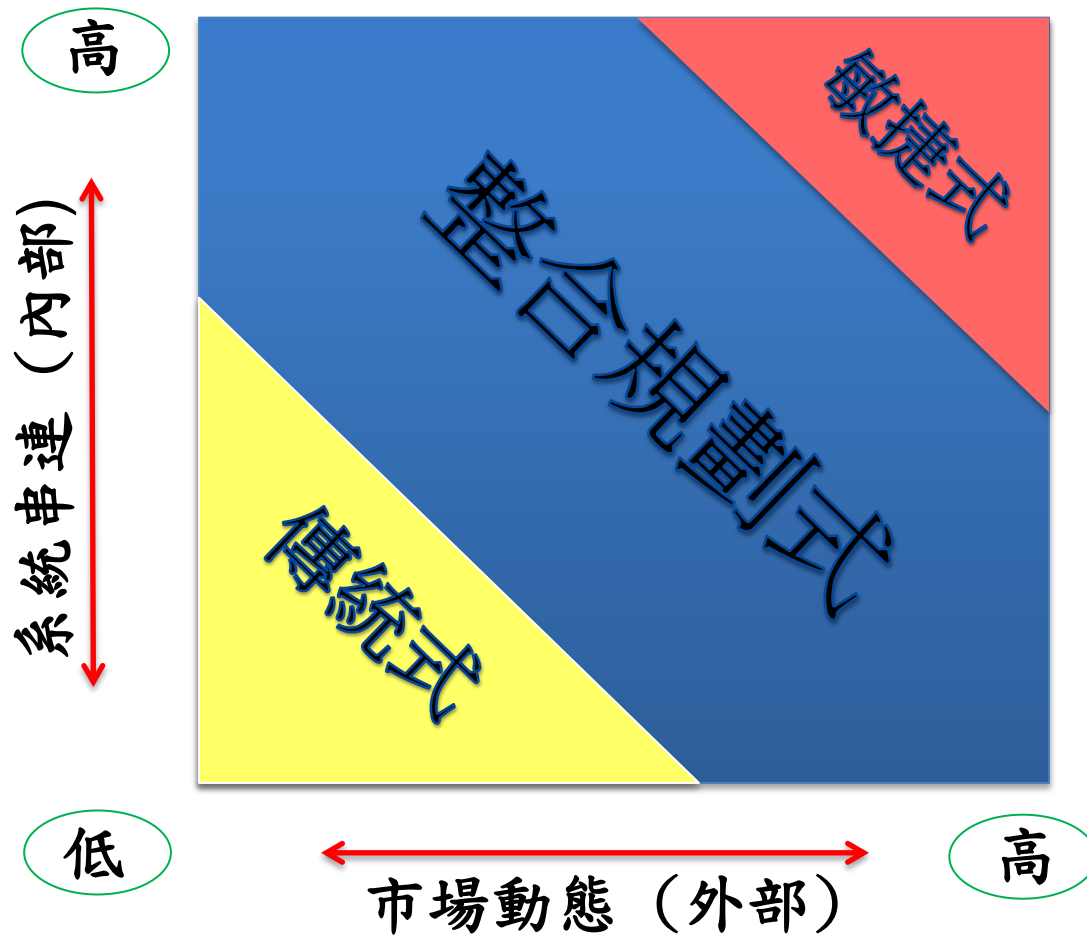 高
敏捷式
整合規劃式
系統串連（內部）
傳統式
低
高
市場動態（外部）